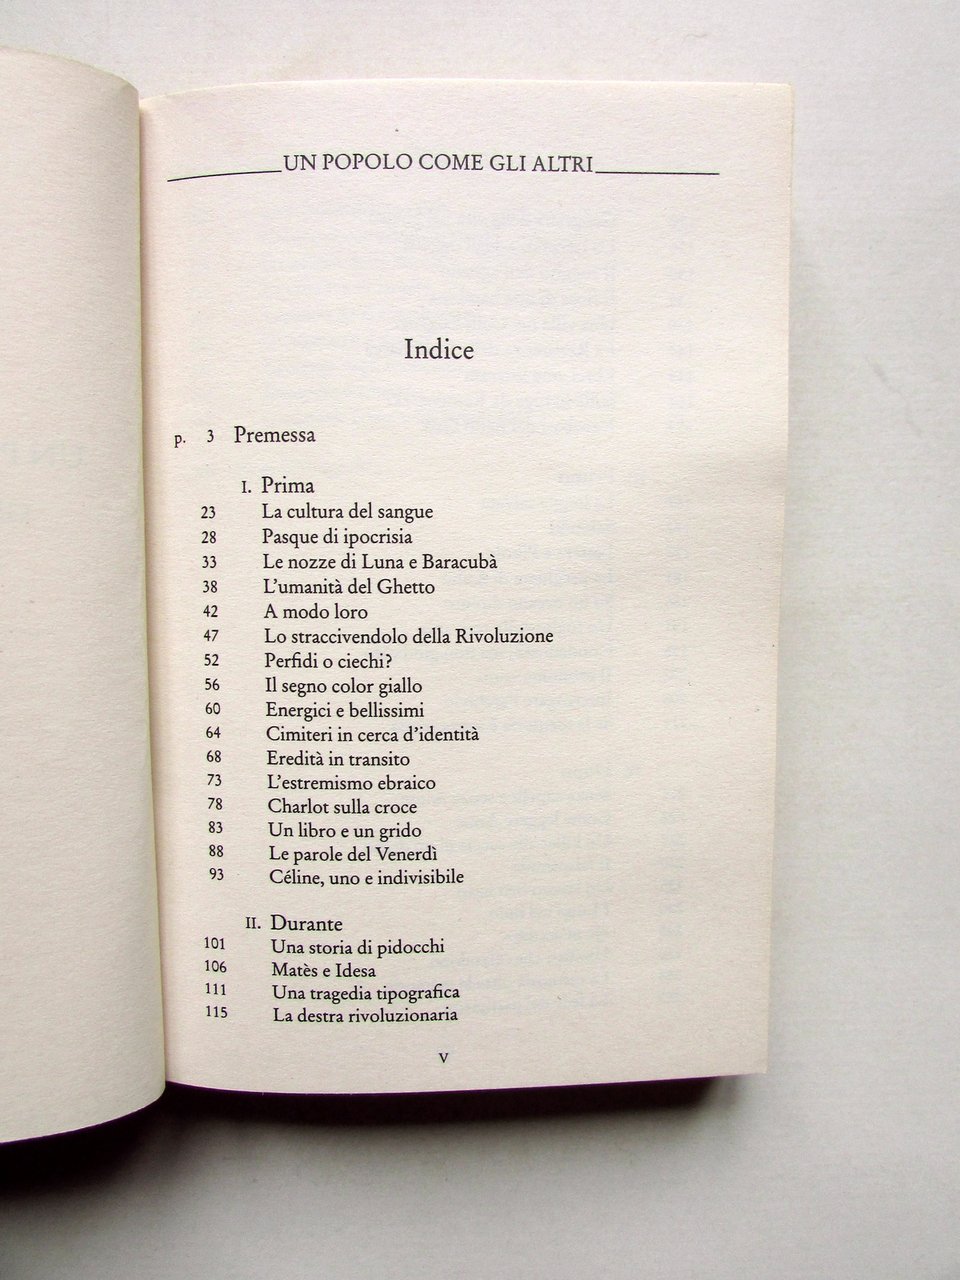 UN POPOLO COME GLI ALTRI
Indice
p. 3 Premessa
I. Prima
23 La cultura del sangue
28 Pasque di ipocrisia
33 Le nozze di Luna e Baracubà
38 L'umanità del Ghetto
42 A modo loro
47 Lo straccivendolo della Rivoluzione
52 Perfidi o ciechi?
56 Il segno color giallo
60 Energici e bellissimi
64 Cimiteri in cerca d'identità
68 Eredità in transito
73 L'estremismo ebraico
78 Charlot sulla croce
83 Un libro e un grido
88 Le parole del Venerdì
93 Céline, uno e indivisibile
II. Durante
101 Una storia di pidocchi
106 Matès e Idesa
111 Una tragedia tipografica
115 La destra rivoluzionaria
V